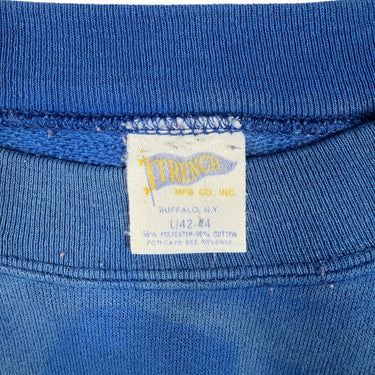 TRENCH
MFG. CO., INC.
BUFFALO, N.Y.
L/42-44
50% POLYESTER-50% COTTON
FOR CARE SEE REVERSE